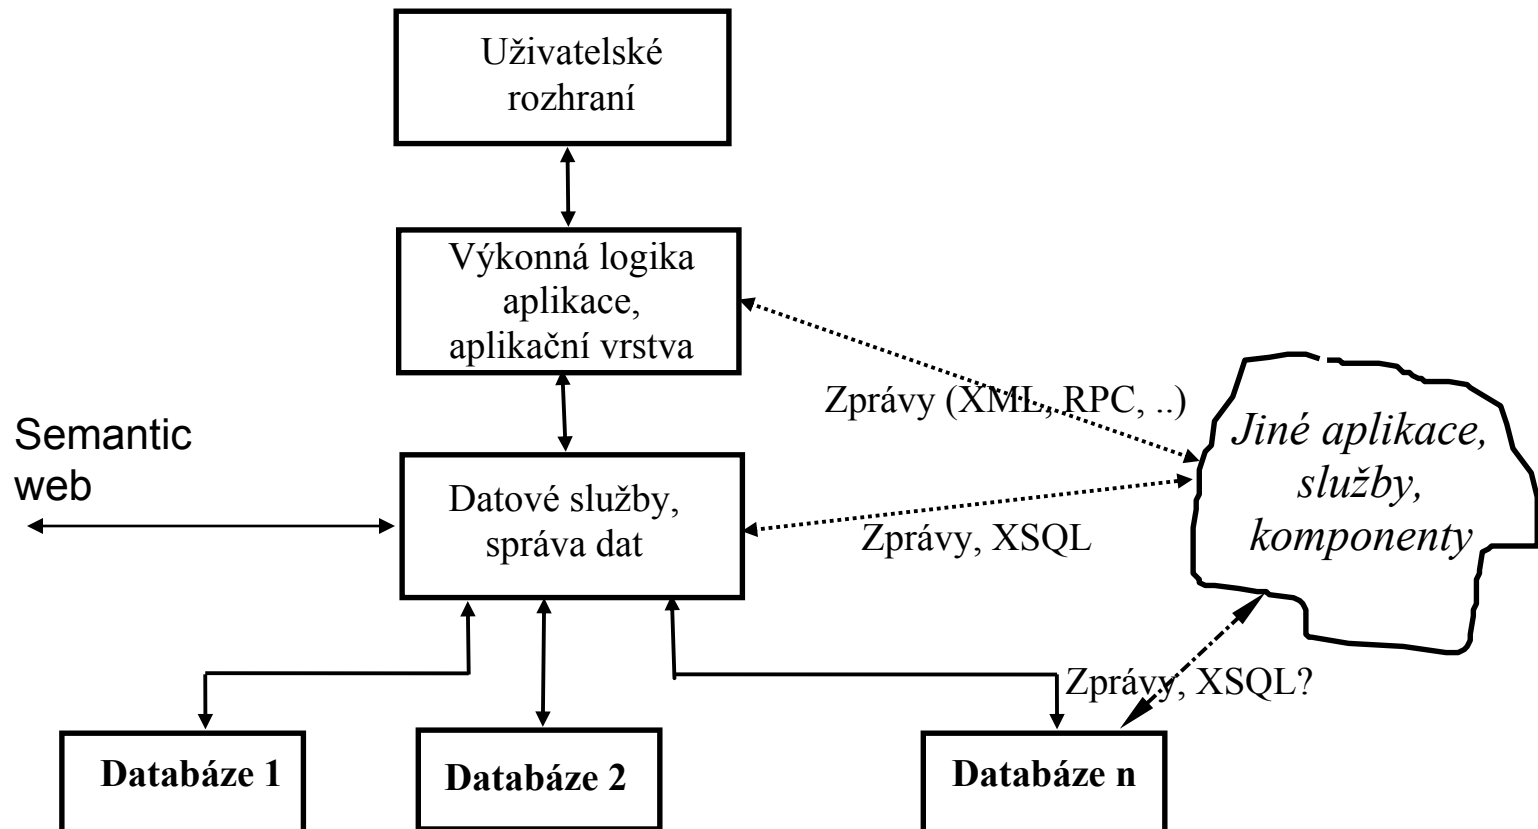 Uživatelské
rozhraní
Výkonná logika
aplikace,
aplikační vrstva
Zprávy (XML, RPC, ..)
Jiné aplikace,
služby,
komponenty
Semantic
web
Datové služby,
správa dat
Zprávy, XSQL
Zprávy, XSQL?
Databáze 1
Databáze 2
Databáze n